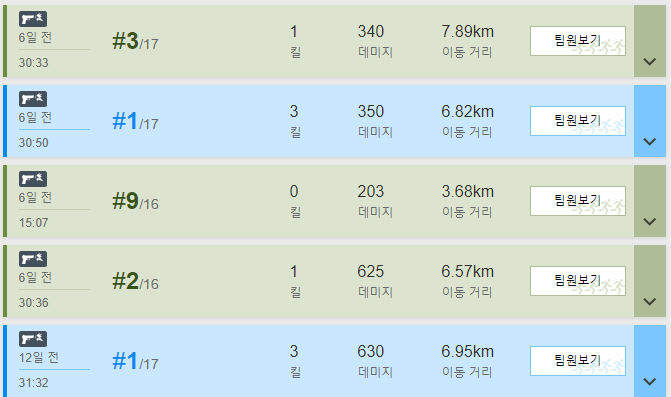 6일 전
30:33
#3/17
1
킬
340
데미지
7.89km
이동 거리
팀원보기
6일 전
30:50
#1/17
3
킬
350
데미지
6.82km
이동 거리
팀원보기
6일 전
15:07
#9/16
0
킬
203
데미지
3.68km
이동 거리
팀원보기
6일 전
30:36
#2/16
1
킬
625
데미지
6.57km
이동 거리
팀원보기
12일 전
31:32
#1/17
3
킬
630
데미지
6.95km
이동 거리
팀원보기